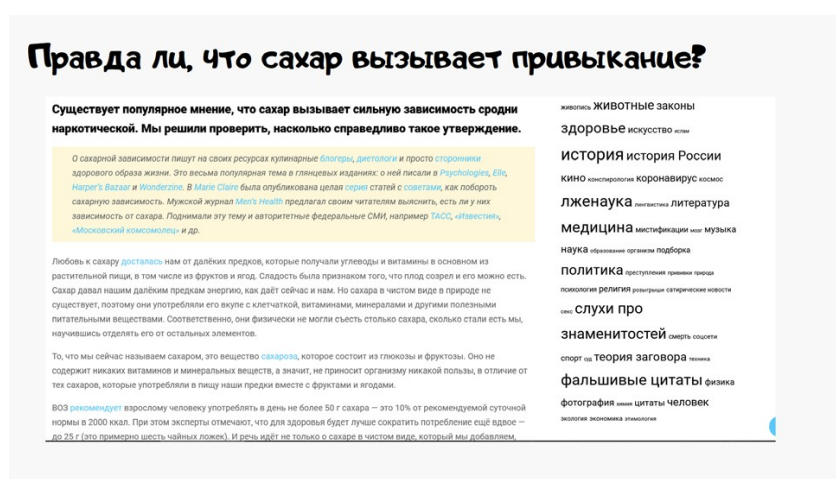 Правда ли, что сахар вызывает привыкание?
Существует популярное мнение, что сахар вызывает сильную зависимость сродни
наркотической. Мы решили проверить, насколько справедливо такое утверждение.
О сахарной зависимости пишут на своих ресурсах кулинарные блогеры, диетологи и просто сторонники
здорового образа жизни. Это весьма популярная тема в глянцевых изданиях: о ней писали в Psychologies, Elle,
Harper's Bazaar и Wonderzine. В Marie Claire была опубликована целая серия статей с советами, как побороть
сахарную зависимость. Мужской журнал Men's Health предлагал своим читателям выяснить, есть ли у них
зависимость от сахара. Поднимали эту тему и авторитетные федеральные СМИ, например ТАСС, «Известия»,
«Московский комсомолец» и др.
Любовь к сахару досталась нам от далёких предков, которые получали углеводы и витамины в основном из
растительной пищи, в том числе из фруктов и ягод. Сладость была признаком того, что плод созрел и его можно есть.
Сахар давал нашим далёким предкам энергию, как даёт сейчас и нам. Но сахара в чистом виде в природе не
существует, поэтому они употребляли его вкупе с клетчаткой, витаминами, минералами и другими полезными
питательными веществами. Соответственно, они физически не могли съесть столько сахара, сколько стали есть мы,
научившись отделять его от остальных элементов.
То, что мы сейчас называем сахаром, это вещество сахароза, которое состоит из глюкозы и фруктозы. Оно не
содержит никаких витаминов и минеральных веществ, а значит, не приносит организму никакой пользы, в отличие от
тех сахаров, которые употребляли в пищу наши предки вместе с фруктами и ягодами.
ВОЗ рекомендует взрослому человеку употреблять в день не более 50 г сахара — это 10% от рекомендуемой суточной
нормы в 2000 ккал. При этом эксперты отмечают, что для здоровья будет лучше сократить потребление ещё вдвое —
до 25 г (это примерно шесть чайных ложек). И речь идёт не только о сахаре в чистом виде, который мы добавляем,
живопись животные законы
здоровье искусство ислам
история история России
кино конспирология коронавирус космос
лженаука лингвистика литература
медицина мистификации мозг музыка
наука образование организм подборка
политика преступления прививки природа
психология религия розыгрыши сатирические новости
секс слухи про
знаменитостей смерть соцсети
спорт суд теория заговора техника
фальшивые цитаты физика
фотография химия цитаты человек
экология экономика этимология